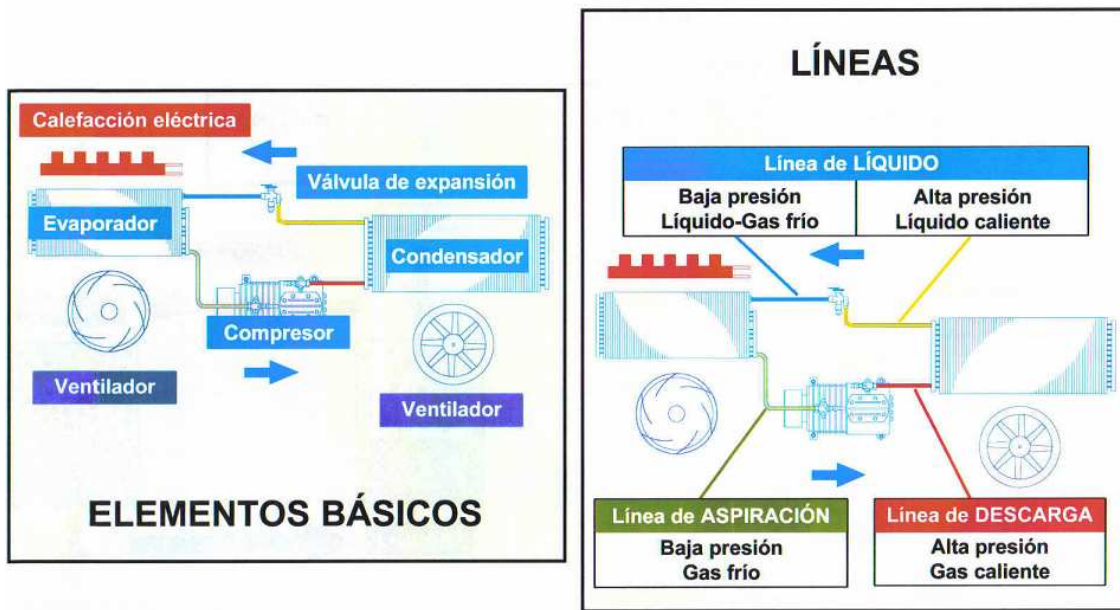 Calefacción eléctrica
Válvula de expansión
Evaporador
Condensador
Compresor
Ventilador
Ventilador
ELEMENTOS BÁSICOS
LÍNEAS
Línea de LÍQUIDO
Baja presión
Líquido-Gas frío
Alta presión
Líquido caliente
Línea de ASPIRACIÓN
Baja presión
Gas frío
Línea de DESCARGA
Alta presión
Gas caliente